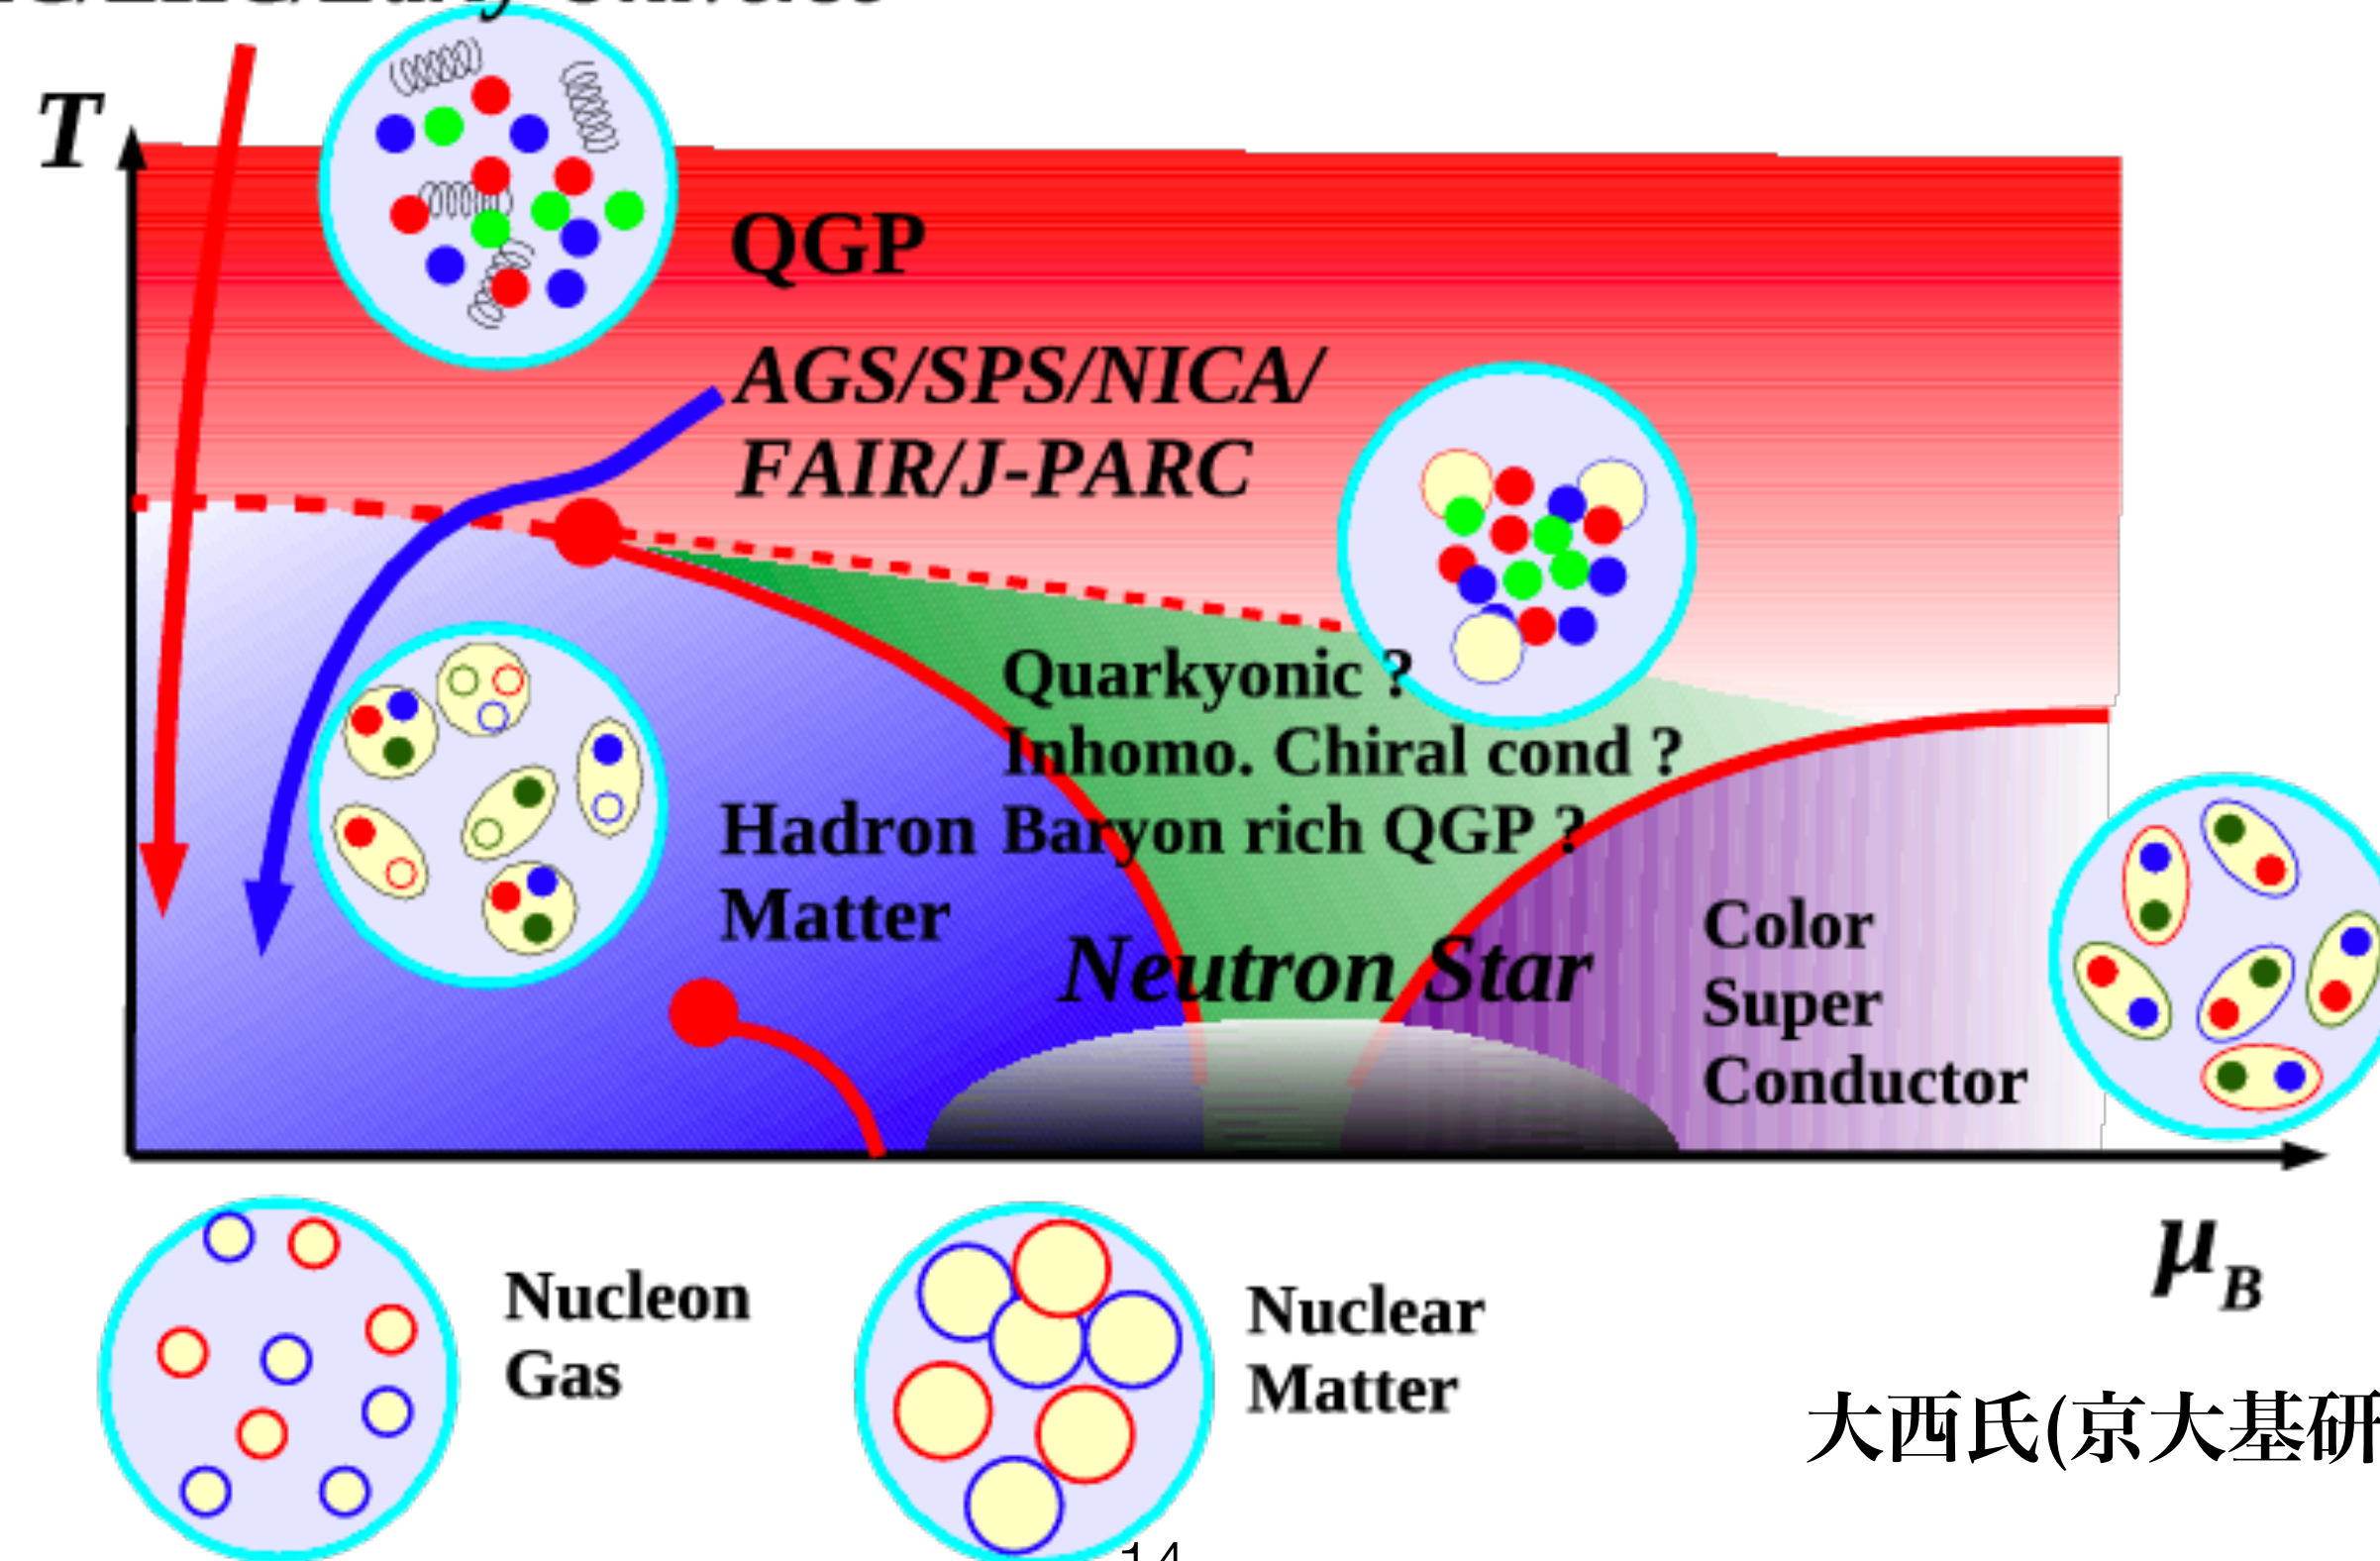 T
QGP
AGS/SPS/NICA/
FAIR/J-PARC
Quarkyonic ?
Inhomo. Chiral cond ?
Baryon rich QGP ?
Hadron
Matter
Neutron Star
Color
Super
Conductor
μB
Nucleon
Gas
Nuclear
Matter
大西氏(京大基研
14